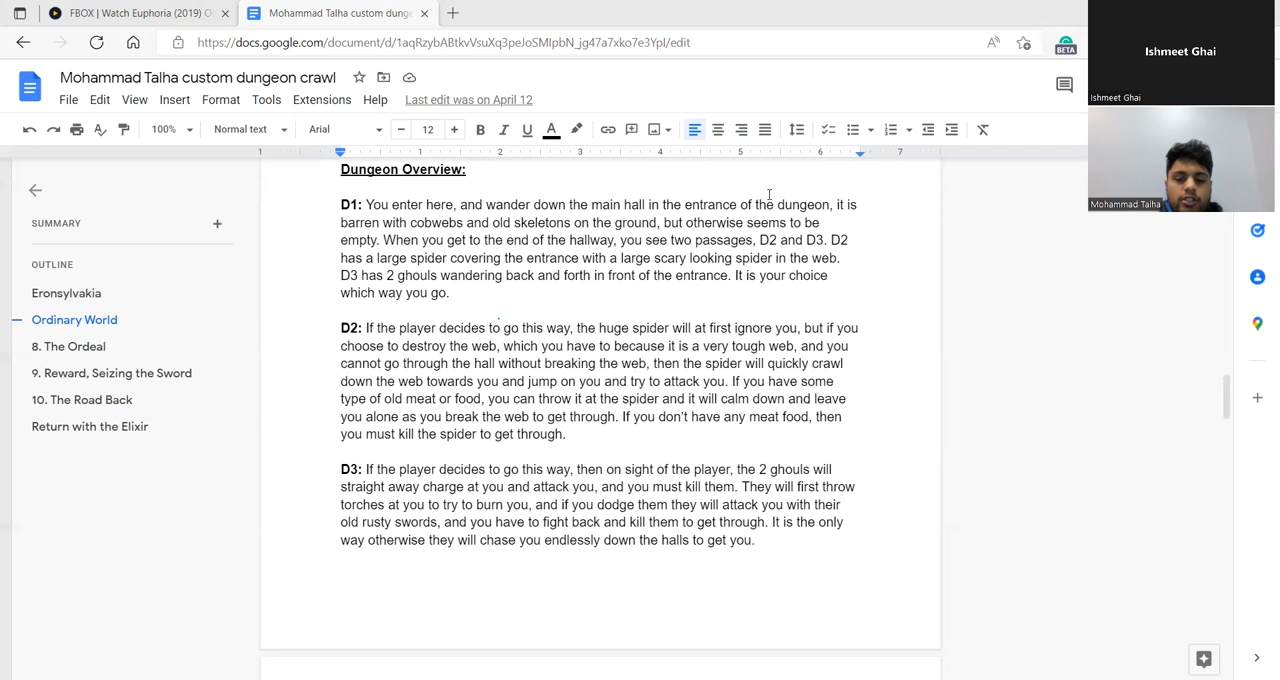 FBOX | Watch Euphoria (2019) O
Mohammad Talha custom dunge
https://docs.google.com/document/d/1aqRzybABtkvVsuXq3peJoSMIpbN_jg47a7xko7e3YpI/edit
BETA
Ishmeet Ghai
Ishmeet Ghai
Mohammad Talha
Mohammad Talha custom dungeon crawl
File Edit View Insert Format Tools Extensions Help Last edit was on April 12
100% Normal text Arial 12 B I U A
1 1 2 3 4 5 6 7
SUMMARY
OUTLINE
Eronsylvakia
Ordinary World
8. The Ordeal
9. Reward, Seizing the Sword
10. The Road Back
Return with the Elixir
Dungeon Overview:
D1: You enter here, and wander down the main hall in the entrance of the dungeon, it is
barren with cobwebs and old skeletons on the ground, but otherwise seems to be
empty. When you get to the end of the hallway, you see two passages, D2 and D3. D2
has a large spider covering the entrance with a large scary looking spider in the web.
D3 has 2 ghouls wandering back and forth in front of the entrance. It is your choice
which way you go.
D2: If the player decides to go this way, the huge spider will at first ignore you, but if you
choose to destroy the web, which you have to because it is a very tough web, and you
cannot go through the hall without breaking the web, then the spider will quickly crawl
down the web towards you and jump on you and try to attack you. If you have some
type of old meat or food, you can throw it at the spider and it will calm down and leave
you alone as you break the web to get through. If you don't have any meat food, then
you must kill the spider to get through.
D3: If the player decides to go this way, then on sight of the player, the 2 ghouls will
straight away charge at you and attack you, and you must kill them. They will first throw
torches at you to try to burn you, and if you dodge them they will attack you with their
old rusty swords, and you have to fight back and kill them to get through. It is the only
way otherwise they will chase you endlessly down the halls to get you.